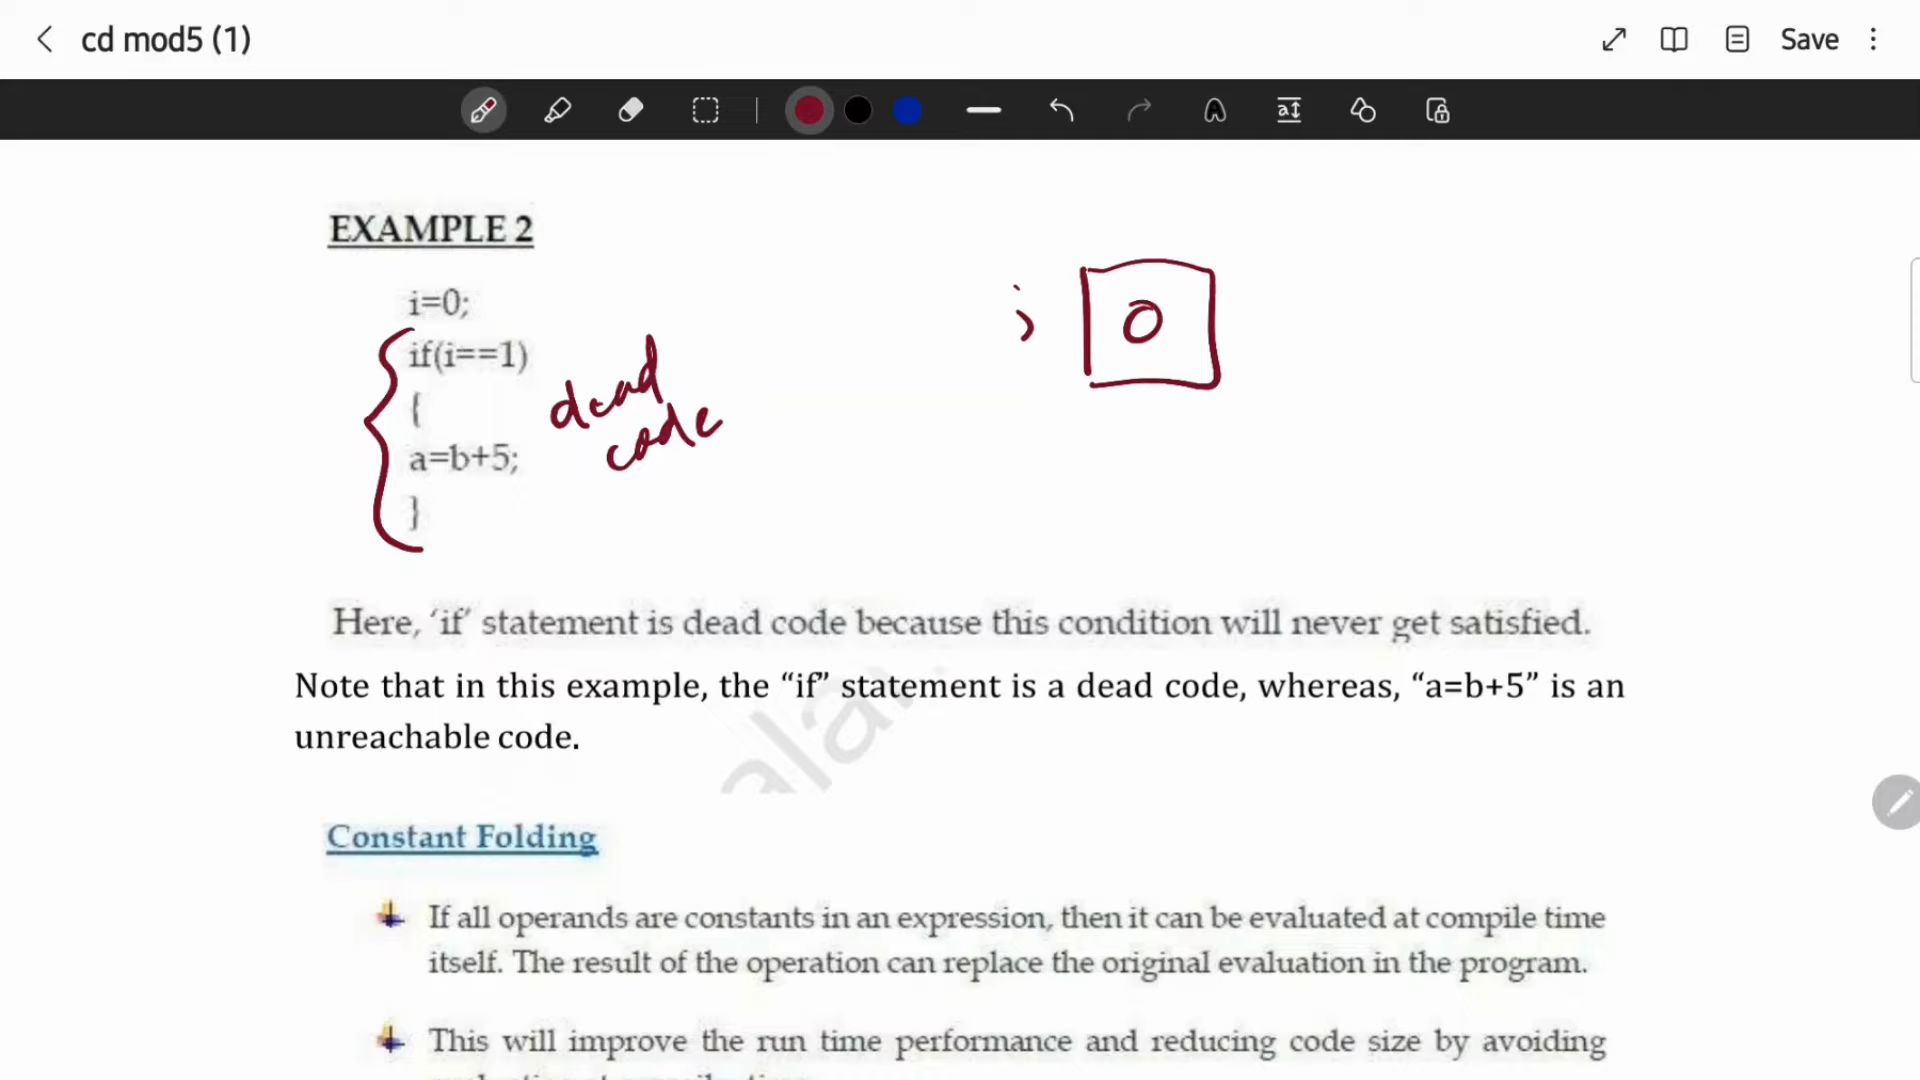 cd mod5 (1)
Save
EXAMPLE 2
i=0;
if(i==1)
{
a=b+5;
}
dead
code
i
0
Here, ‘if’ statement is dead code because this condition will never get satisfied.
Note that in this example, the “if” statement is a dead code, whereas, “a=b+5” is an
unreachable code.
Constant Folding
If all operands are constants in an expression, then it can be evaluated at compile time
itself. The result of the operation can replace the original evaluation in the program.
This will improve the run time performance and reducing code size by avoiding